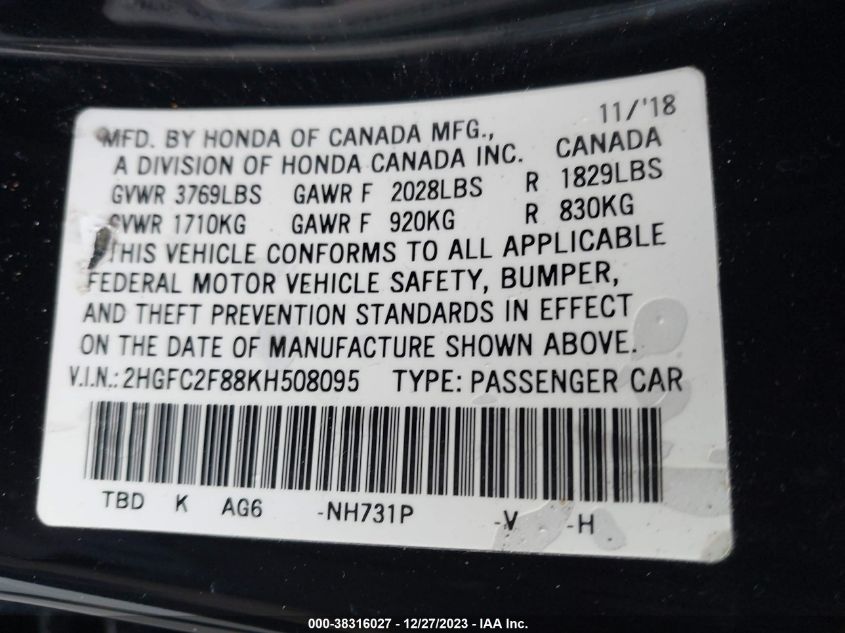 11/'18
MFD. BY HONDA OF CANADA MFG.,
A DIVISION OF HONDA CANADA INC. CANADA
GVWR 3769LBS GAWR F 2028LBS R 1829LBS
GVWR 1710KG GAWR F 920KG R 830KG
THIS VEHICLE CONFORMS TO ALL APPLICABLE
FEDERAL MOTOR VEHICLE SAFETY, BUMPER,
AND THEFT PREVENTION STANDARDS IN EFFECT
ON THE DATE OF MANUFACTURE SHOWN ABOVE.
V.I.N.: 2HGFC2F88KH508095 TYPE: PASSENGER CAR
TBD K AG6 -NH731P -V -H
000-38316027 - 12/27/2023 - IAA Inc.